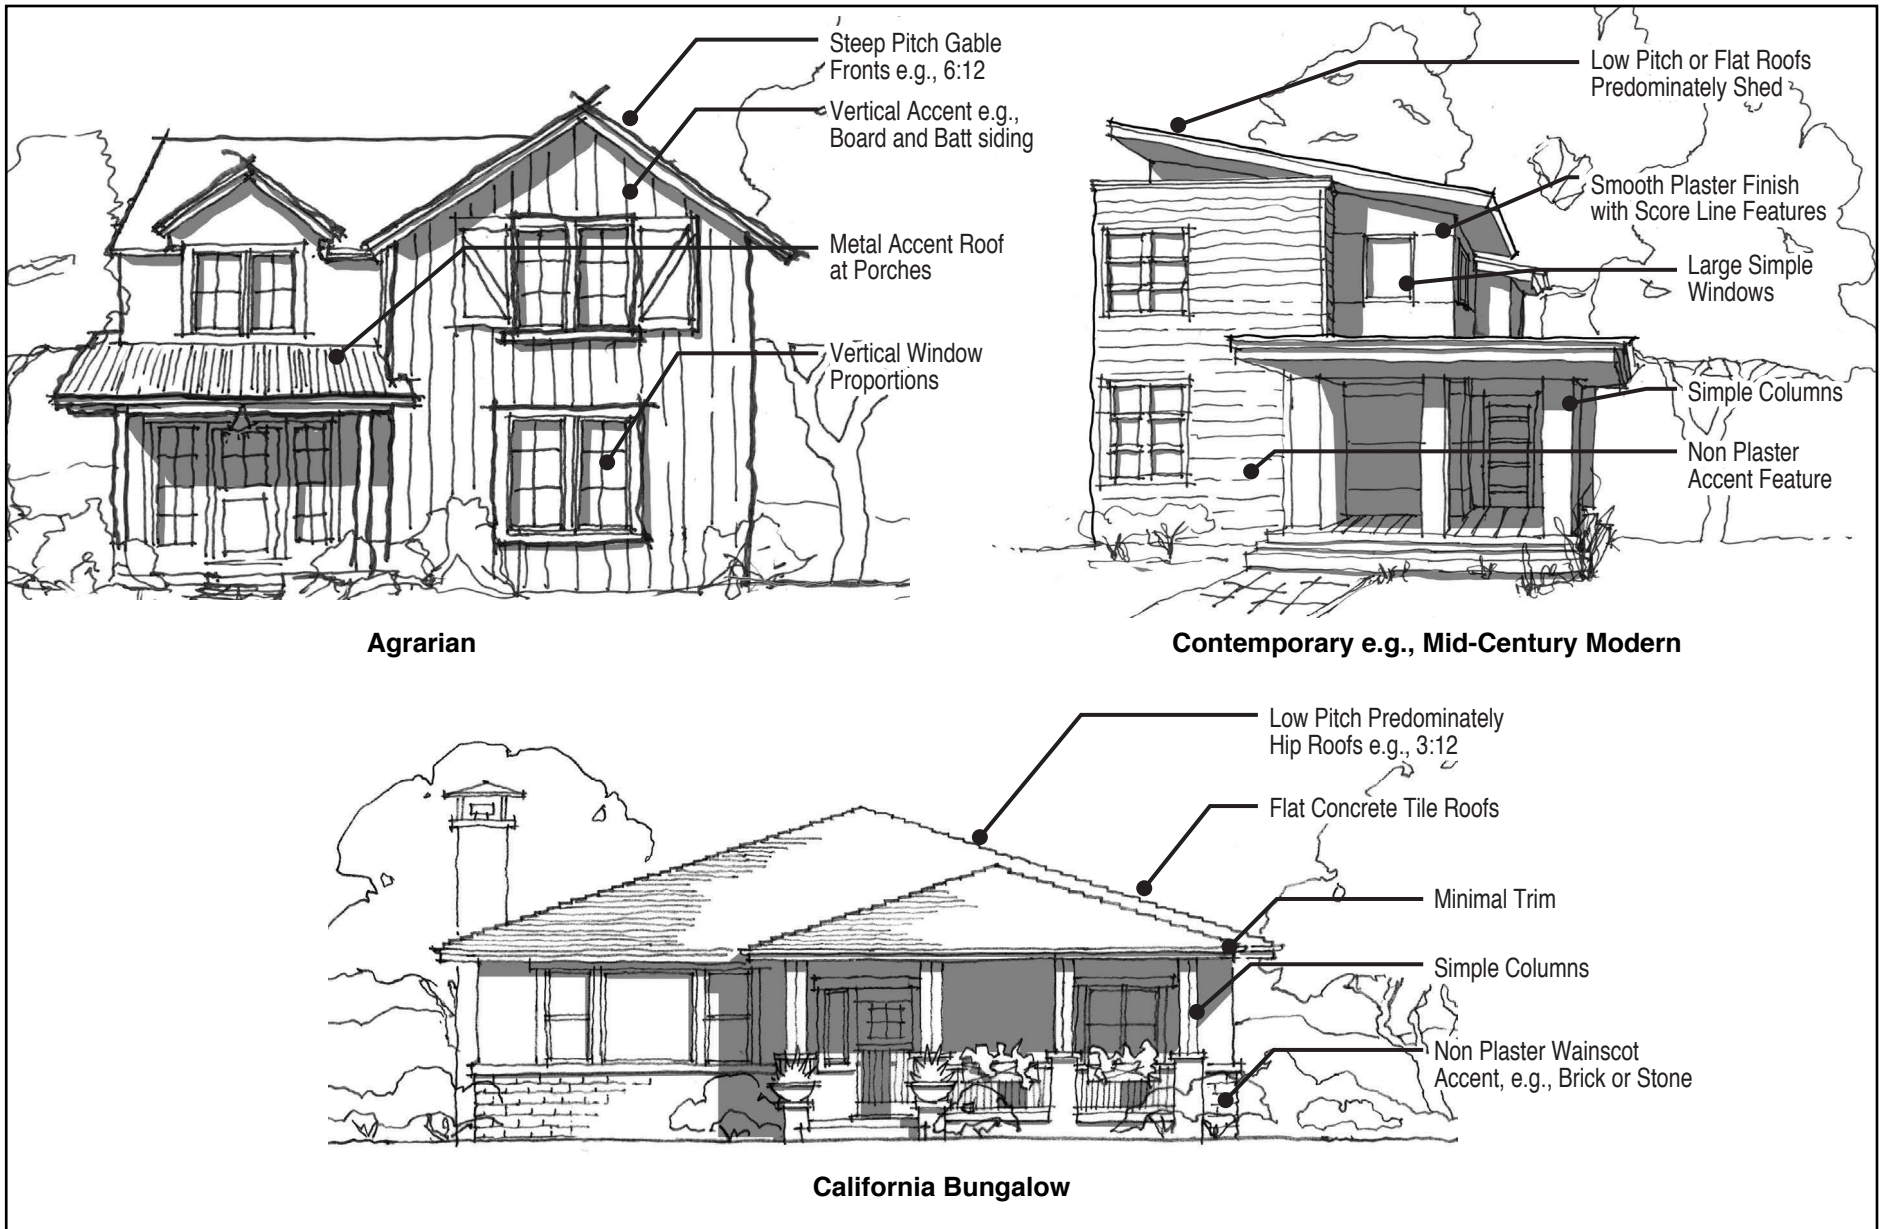 Steep Pitch Gable
Fronts e.g., 6:12
Vertical Accent e.g.,
Board and Batt siding
Metal Accent Roof
at Porches
Vertical Window
Proportions
Agrarian
Low Pitch or Flat Roofs
Predominately Shed
Smooth Plaster Finish
with Score Line Features
Large Simple
Windows
Simple Columns
Non Plaster
Accent Feature
Contemporary e.g., Mid-Century Modern
Low Pitch Predominately
Hip Roofs e.g., 3:12
Flat Concrete Tile Roofs
Minimal Trim
Simple Columns
Non Plaster Wainscot
Accent, e.g., Brick or Stone
California Bungalow